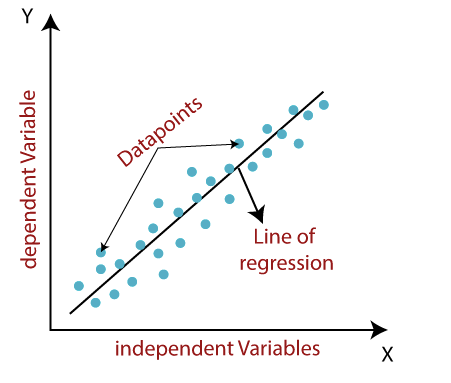 Y
dependent Variable
Datapoints
Line of
regression
independent Variables
X